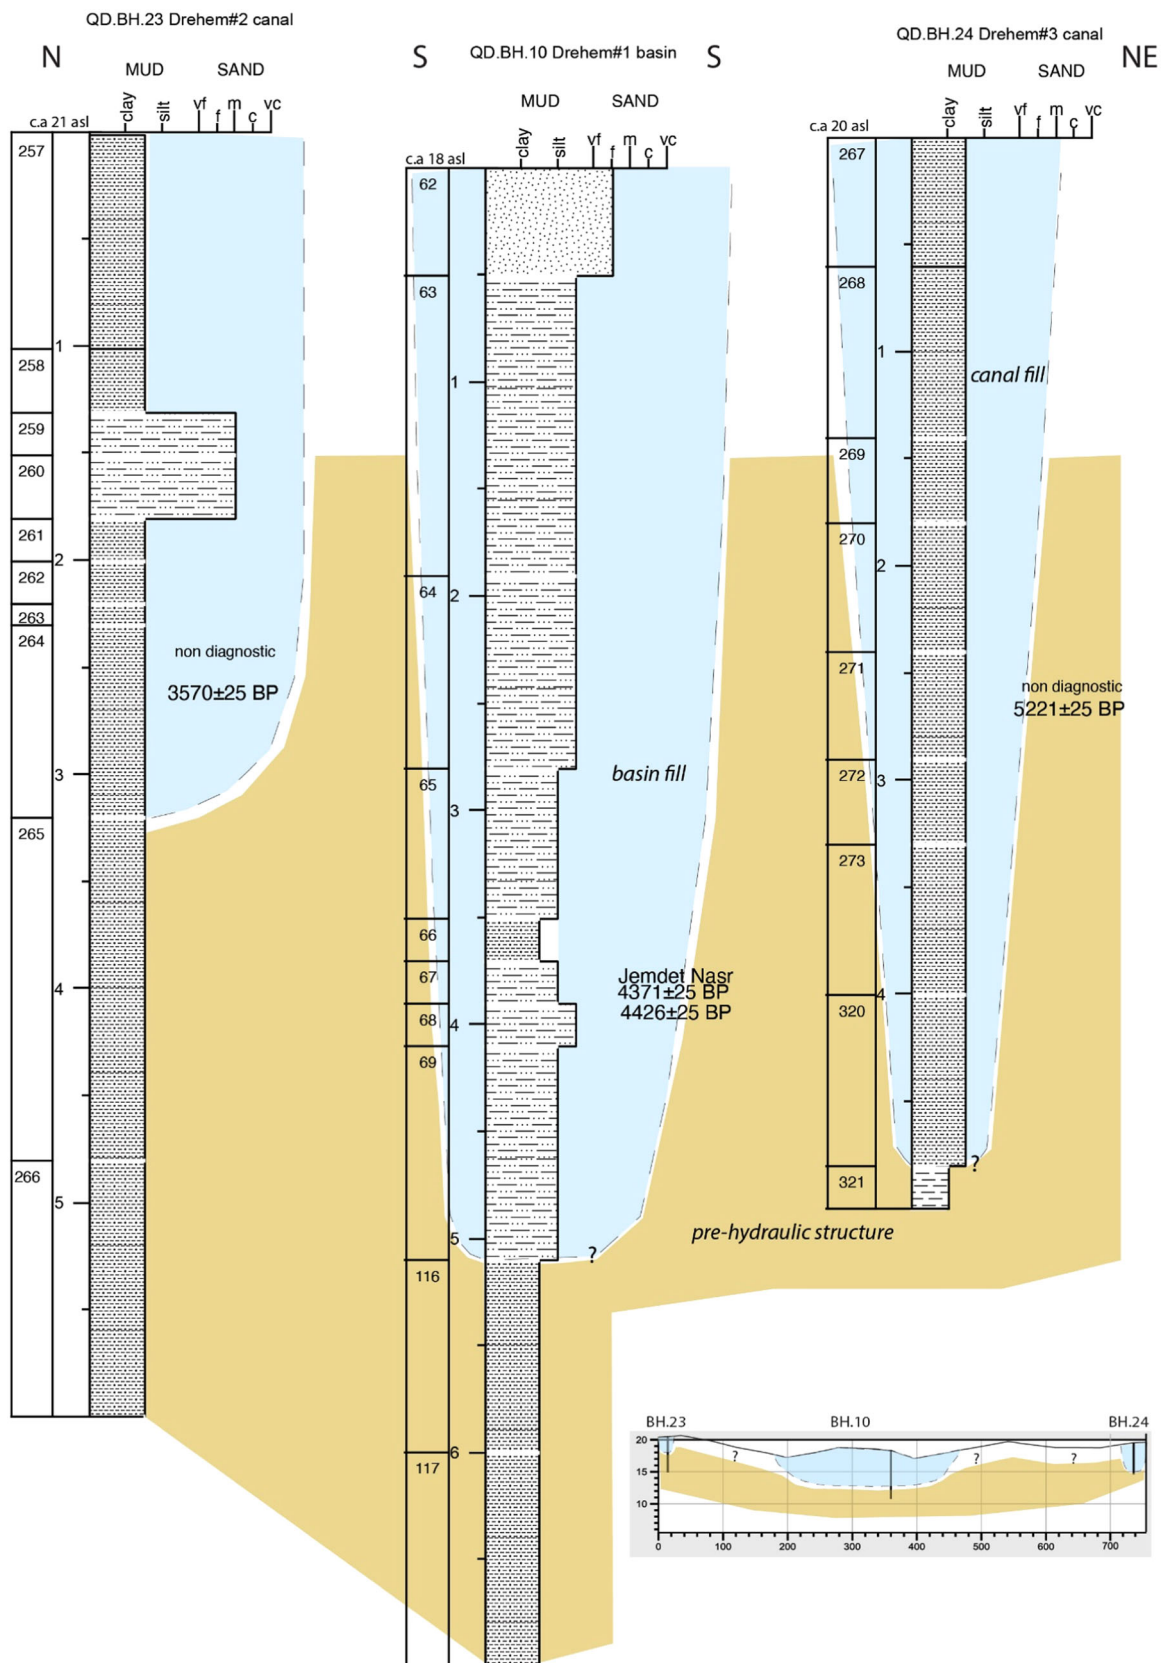 QD.BH.23 Drehem#2 canal
N
S
MUD
SAND
clay
silt
vf
f
m
c
vc
c.a 21 asl
257
258
259
260
261
262
263
264
265
266
1
2
3
4
5
non diagnostic
3570±25 BP
QD.BH.10 Drehem#1 basin
S
MUD
SAND
clay
silt
vf
f
m
c
vc
c.a 18 asl
62
63
64
65
66
67
68
69
116
117
1
2
3
4
5
6
basin fill
Jemdet Nasr
4371±25 BP
4426±25 BP
?
QD.BH.24 Drehem#3 canal
NE
MUD
SAND
clay
silt
vf
f
m
c
vc
c.a 20 asl
267
268
269
270
271
272
273
320
321
1
2
3
4
canal fill
non diagnostic
5221±25 BP
?
pre-hydraulic structure
BH.23
BH.10
BH.24
20
15
10
?
?
?
0
100
200
300
400
500
600
700